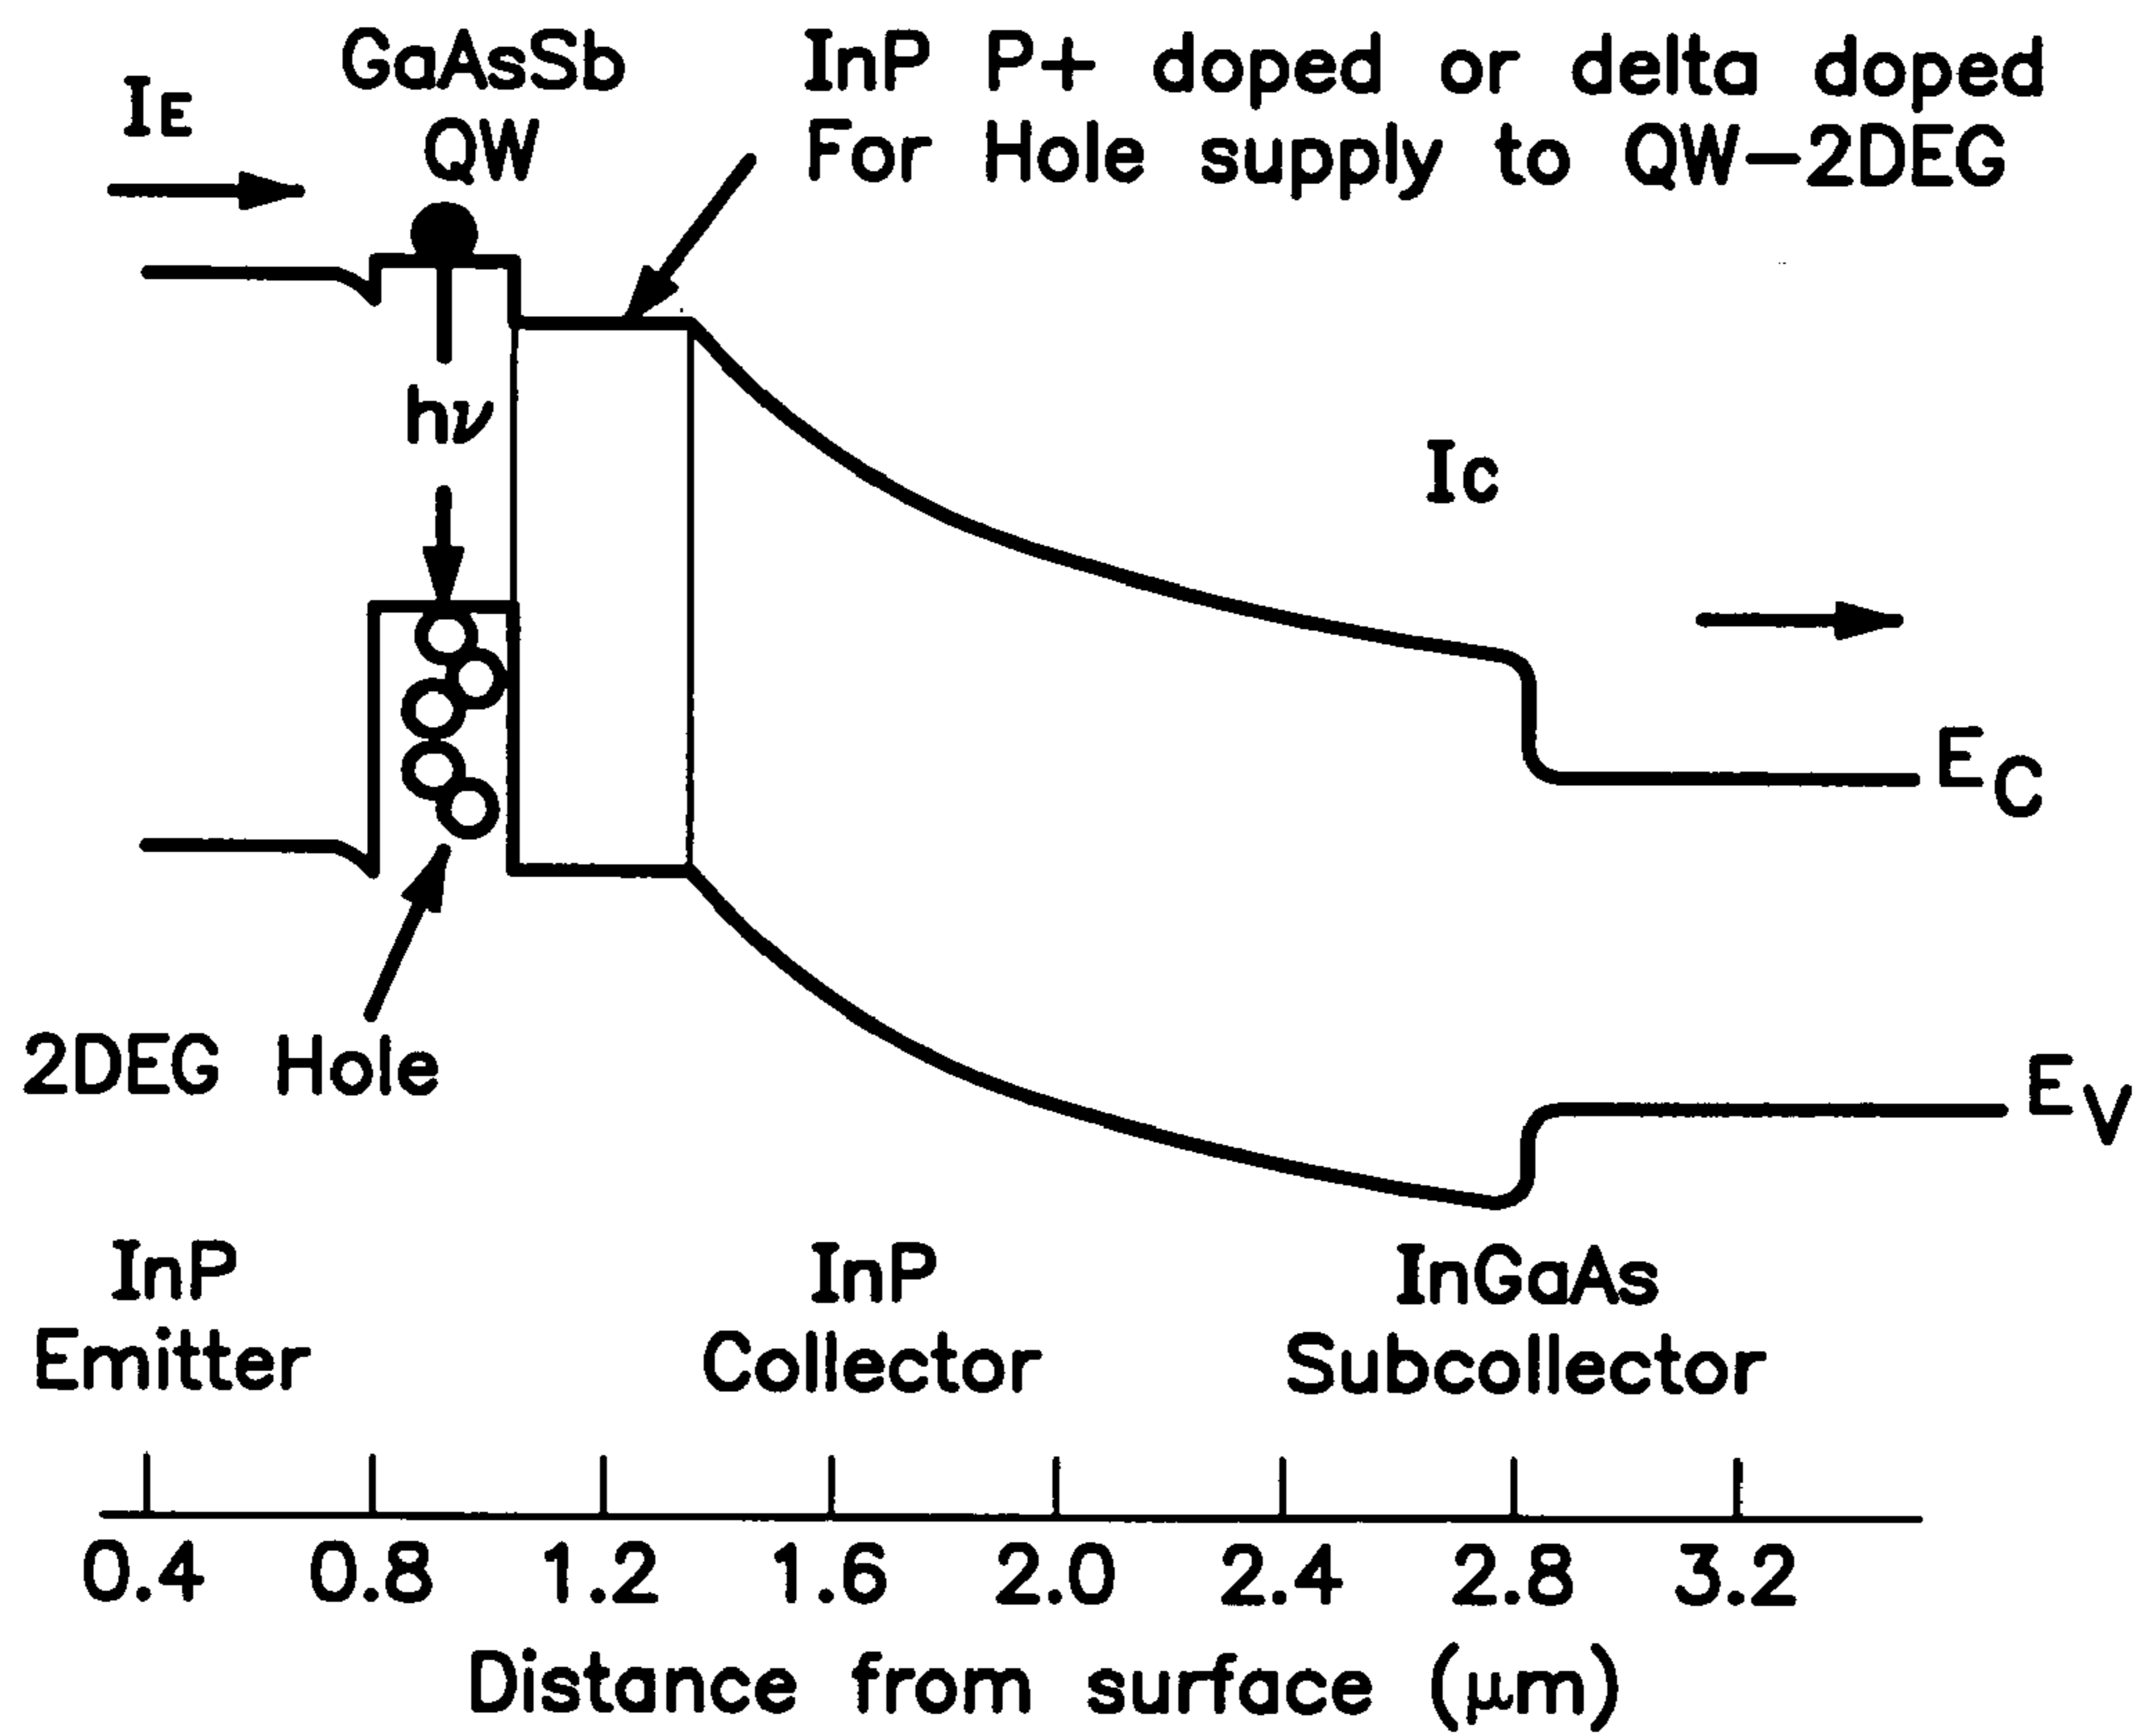 IE
GaAsSb
QW
InP P+ doped or delta doped
For Hole supply to QW-2DEG
hν
IC
EC
2DEG Hole
EV
InP
Emitter
InP
Collector
InGaAs
Subcollector
0.4 0.8 1.2 1.6 2.0 2.4 2.8 3.2
Distance from surface (μm)